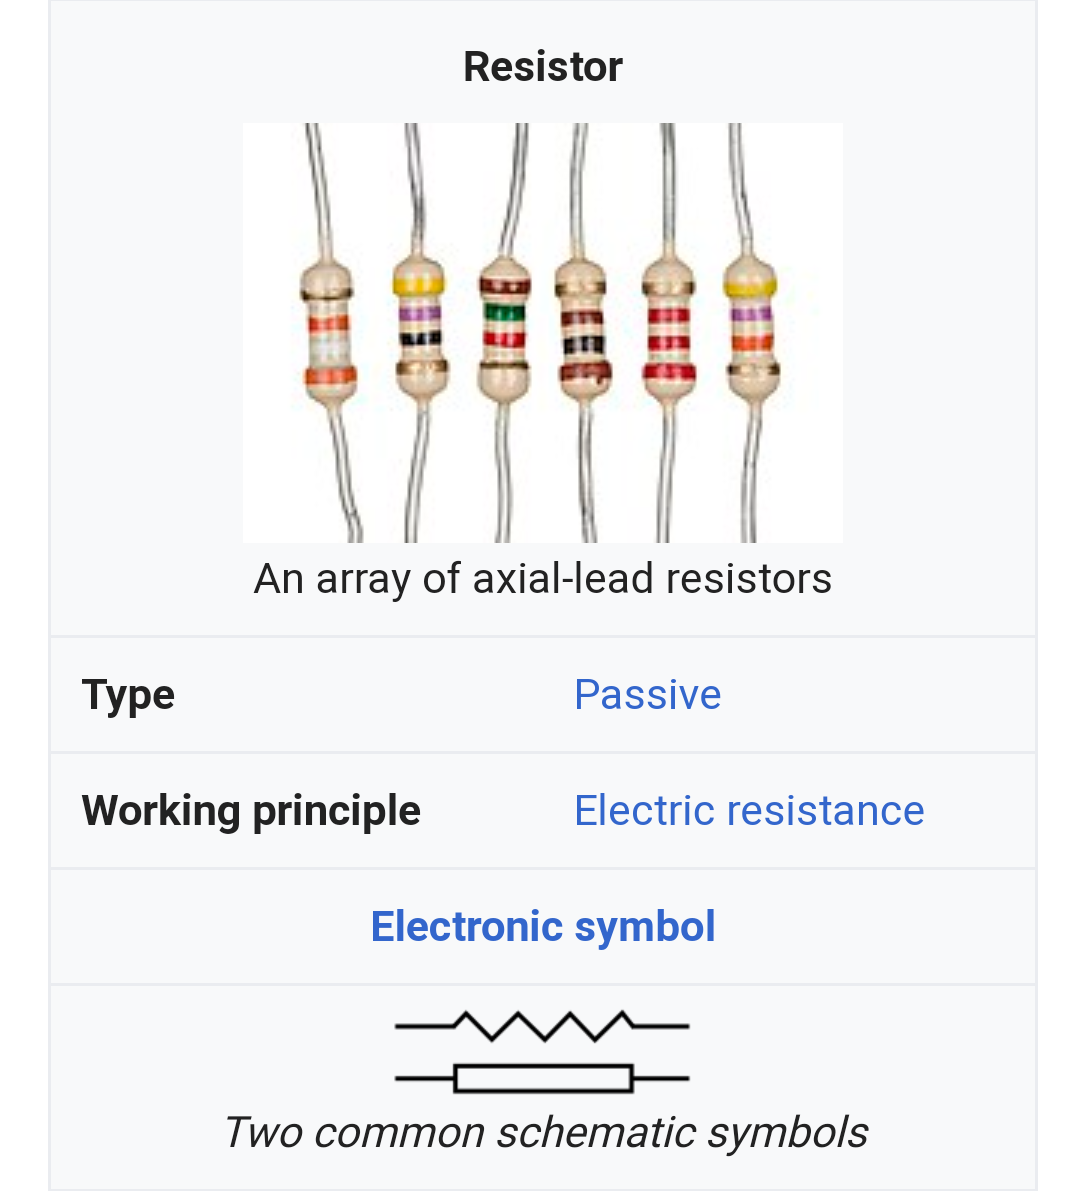 Resistor
An array of axial-lead resistors
Type Passive
Working principle Electric resistance
Electronic symbol
Two common schematic symbols